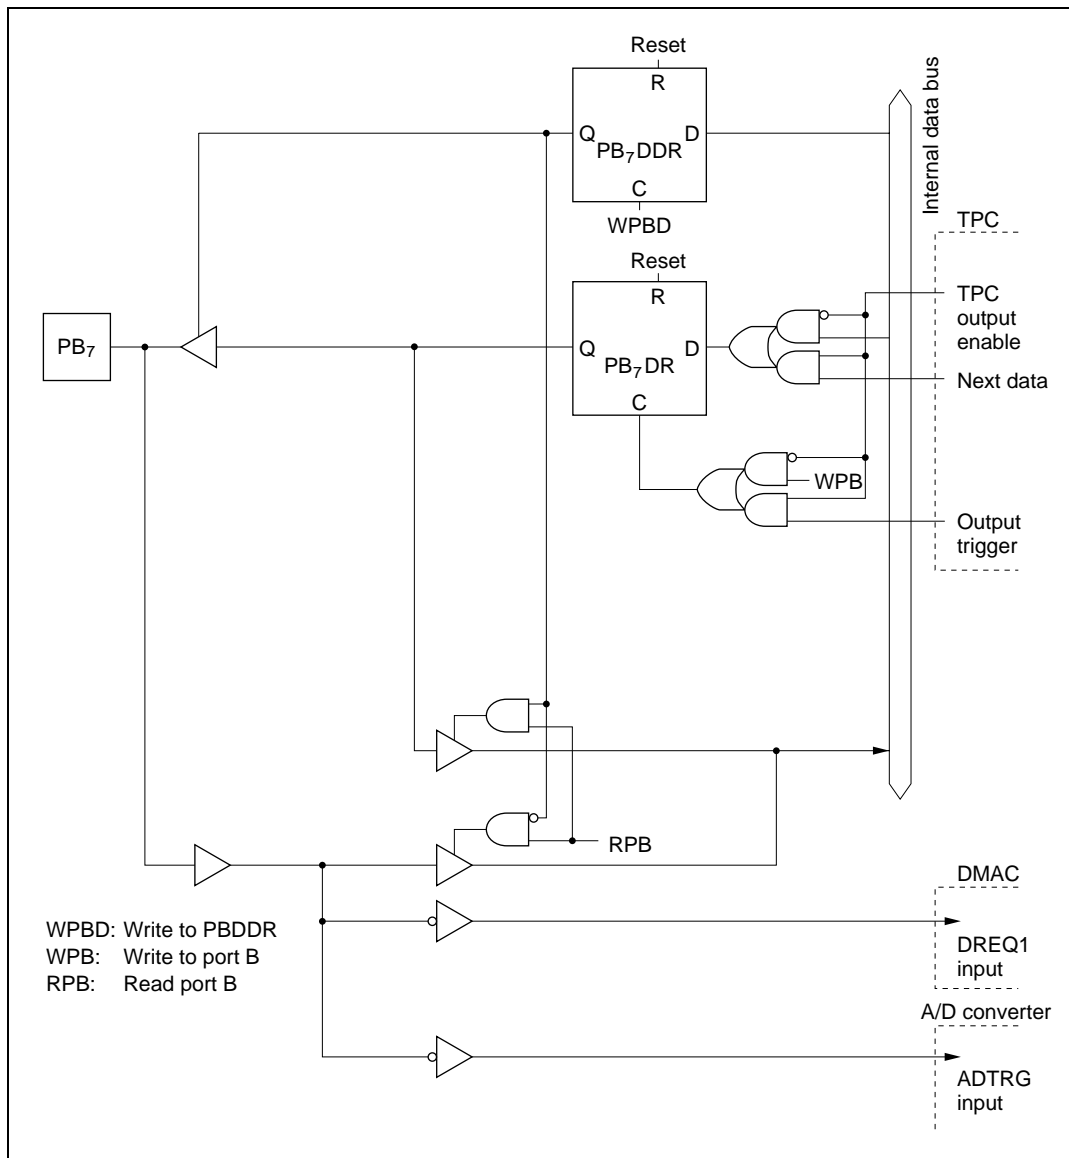 Reset
R
Q
D
PB₇DDR
C
WPBD
Internal data bus
TPC
Reset
R
TPC
output
enable
PB₇
Q
D
PB₇DR
Next data
C
WPB
Output
trigger
RPB
DMAC
WPBD: Write to PBDDR
WPB: Write to port B
RPB: Read port B
DREQ1
input
A/D converter
ADTRG
input